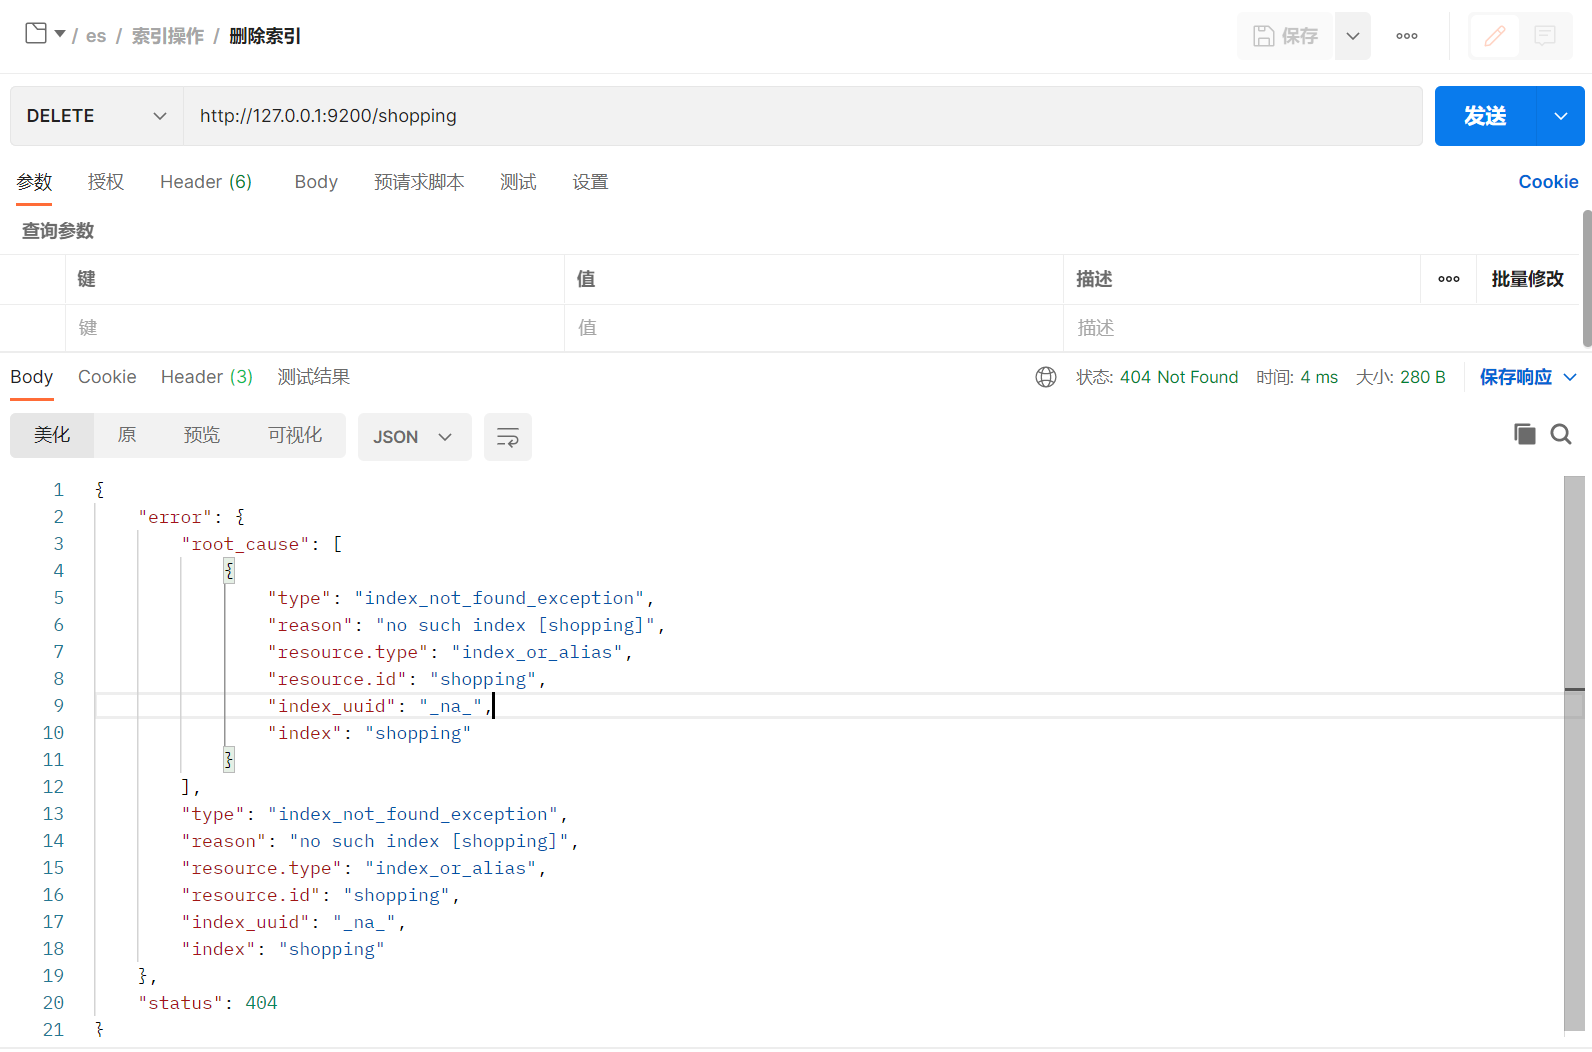 / es / 索引操作 / 删除索引 保存
DELETE http://127.0.0.1:9200/shopping 发送
参数 授权 Header (6) Body 预请求脚本 测试 设置 Cookie
查询参数
键 值 描述 批量修改
键 值 描述
Body Cookie Header (3) 测试结果 状态: 404 Not Found 时间: 4 ms 大小: 280 B 保存响应
美化 原 预览 可视化 JSON
1 {
2 "error": {
3 "root_cause": [
4 {
5 "type": "index_not_found_exception",
6 "reason": "no such index [shopping]",
7 "resource.type": "index_or_alias",
8 "resource.id": "shopping",
9 "index_uuid": "_na_",
10 "index": "shopping"
11 }
12 ],
13 "type": "index_not_found_exception",
14 "reason": "no such index [shopping]",
15 "resource.type": "index_or_alias",
16 "resource.id": "shopping",
17 "index_uuid": "_na_",
18 "index": "shopping"
19 },
20 "status": 404
21 }